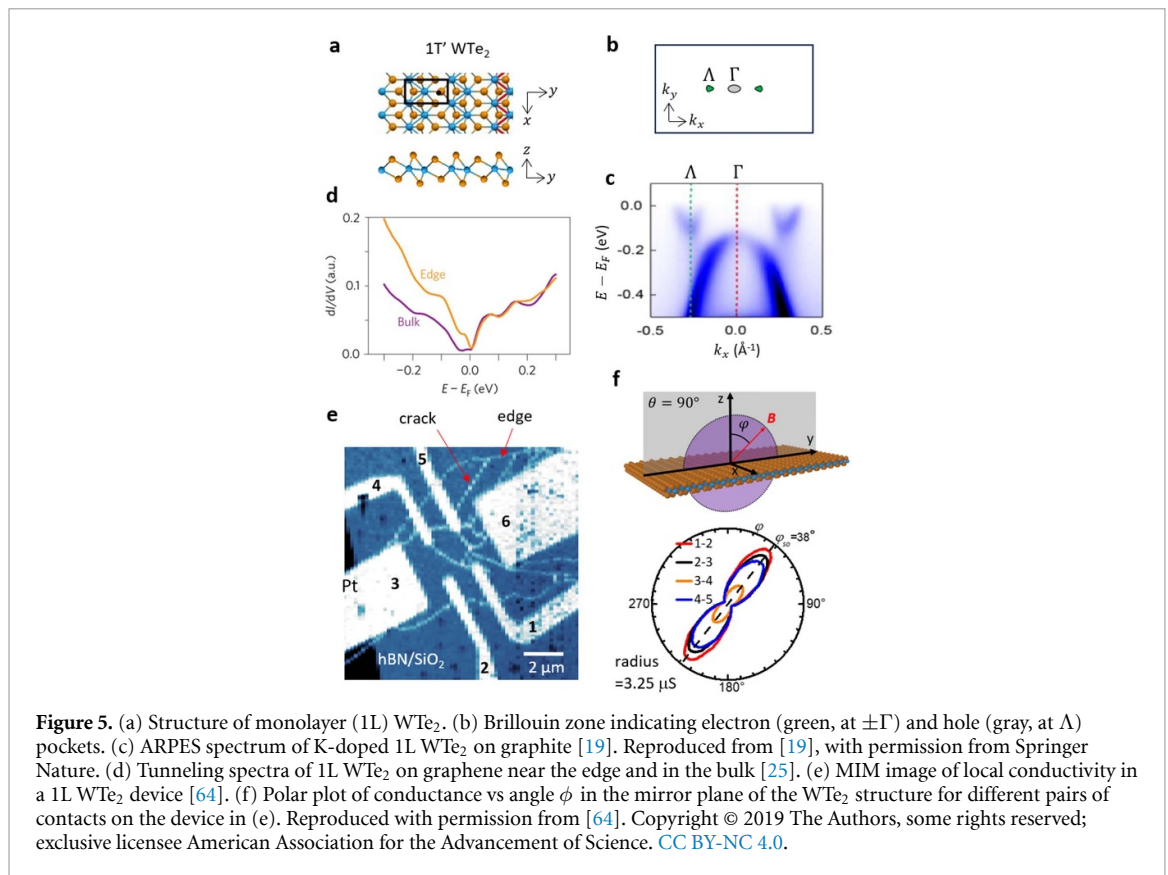 a
1T′ WTe₂
y
x
z
y
b
Λ Γ
k_y
k_x
c
Λ Γ
0.0
-0.2
-0.4
E − E_F (eV)
-0.5 0.0 0.5
k_x (Å⁻¹)
d
0.2
0.1
0.0
dI/dV (a.u.)
Edge
Bulk
−0.2 0.0 0.2
E − E_F (eV)
e
crack edge
5
4
6
3
Pt
1
2
hBN/SiO₂
2 μm
f
θ = 90°
z
B
φ
y
x
φ
φ_so=38°
1-2
2-3
3-4
4-5
270
90°
180°
radius
=3.25 μS
Figure 5. (a) Structure of monolayer (1L) WTe₂. (b) Brillouin zone indicating electron (green, at ±Γ) and hole (gray, at Λ)
pockets. (c) ARPES spectrum of K-doped 1L WTe₂ on graphite [19]. Reproduced from [19], with permission from Springer
Nature. (d) Tunneling spectra of 1L WTe₂ on graphene near the edge and in the bulk [25]. (e) MIM image of local conductivity in
a 1L WTe₂ device [64]. (f) Polar plot of conductance vs angle ϕ in the mirror plane of the WTe₂ structure for different pairs of
contacts on the device in (e). Reproduced with permission from [64]. Copyright © 2019 The Authors, some rights reserved;
exclusive licensee American Association for the Advancement of Science. CC BY-NC 4.0.